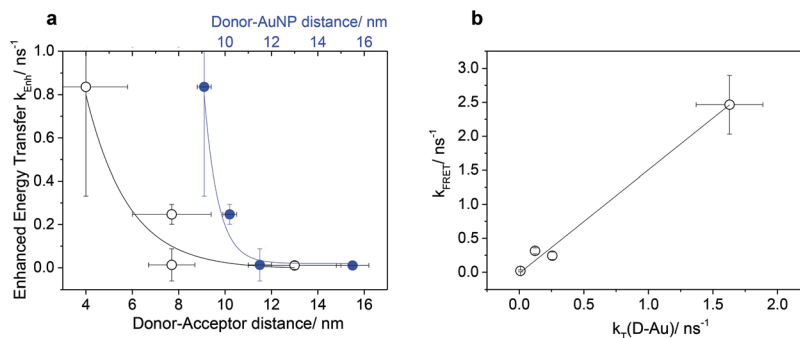 a
Donor-AuNP distance/ nm
10 12 14 16
Enhanced Energy Transfer k_Enh/ ns⁻¹
1.0
0.8
0.6
0.4
0.2
0.0
4 6 8 10 12 14 16
Donor-Acceptor distance/ nm
b
k_FRET/ ns⁻¹
3.0
2.5
2.0
1.5
1.0
0.5
0.0
0.0 0.5 1.0 1.5 2.0
k_T(D-Au)/ ns⁻¹